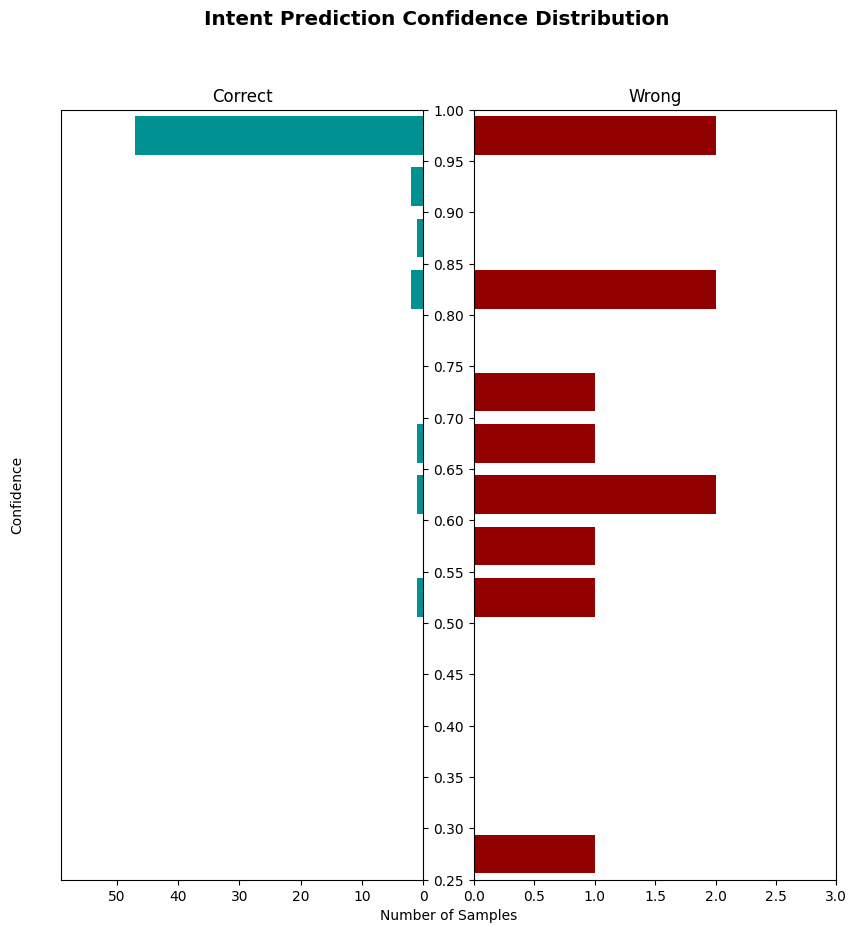 Intent Prediction Confidence Distribution
Correct
Wrong
1.00
0.95
0.90
0.85
0.80
0.75
0.70
0.65
0.60
0.55
0.50
0.45
0.40
0.35
0.30
0.25
Confidence
50 40 30 20 10 0
0.0 0.5 1.0 1.5 2.0 2.5 3.0
Number of Samples